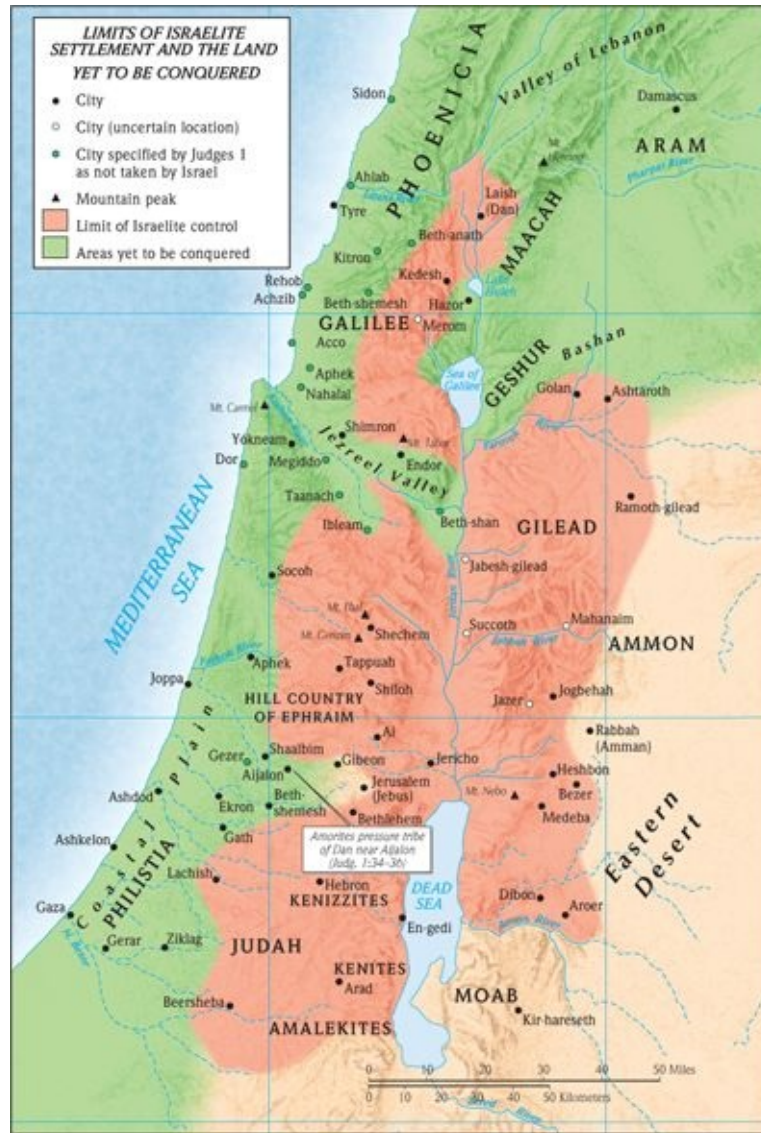 LIMITS OF ISRAELITE
SETTLEMENT AND THE LAND
YET TO BE CONQUERED
City
City (uncertain location)
City specified by Judges 1
as not taken by Israel
Mountain peak
Limit of Israelite control
Areas yet to be conquered
Sidon
PHOENICIA
Valley of Lebanon
Damascus
ARAM
Mt.
Pharpar River
Ahlab
Tyre
Laish
(Dan)
MAACAH
Beth-anath
Kitron
Kedesh
Rehob
Achzib
Beth-shemesh
Hazor
GALILEE
Merom
Acco
GESHUR
Bashan
Sea of
Galilee
Aphek
Nahalal
Golan
Ashtaroth
Mt. Carmel
Shimron
Mt. Tabor
Yokneam
Jezreel Valley
Endor
Dor
Megiddo
Taanach
Beth-shan
Ramoth-gilead
Ibleam
GILEAD
MEDITERRANEAN
SEA
Jabesh-gilead
Socoh
Jordan River
Mt. Ebal
Shechem
Mt. Gerizim
Succoth
Mahanaim
Jabbok River
AMMON
Aphek
Tappuah
Joppa
Shiloh
HILL COUNTRY
OF EPHRAIM
Jazer
Jogbehah
Ai
Rabbah
(Amman)
Gezer
Shaalbim
Gibeon
Jericho
Aijalon
Heshbon
Jerusalem
(Jebus)
Mt. Nebo
Bezer
Ashdod
Ekron
Beth-
shemesh
Bethlehem
Medeba
Coastal Plain
Gath
Amorites pressure tribe
of Dan near Aijalon
(Judg. 1:34–36)
Ashkelon
Eastern
Desert
PHILISTIA
Lachish
Hebron
KENIZZITES
DEAD
SEA
Dibon
Aroer
Gaza
En-gedi
Gerar
Ziklag
JUDAH
KENITES
Arad
MOAB
Beersheba
AMALEKITES
Kir-hareseth
0 10 20 30 40 50 Miles
0 10 20 30 40 50 Kilometers